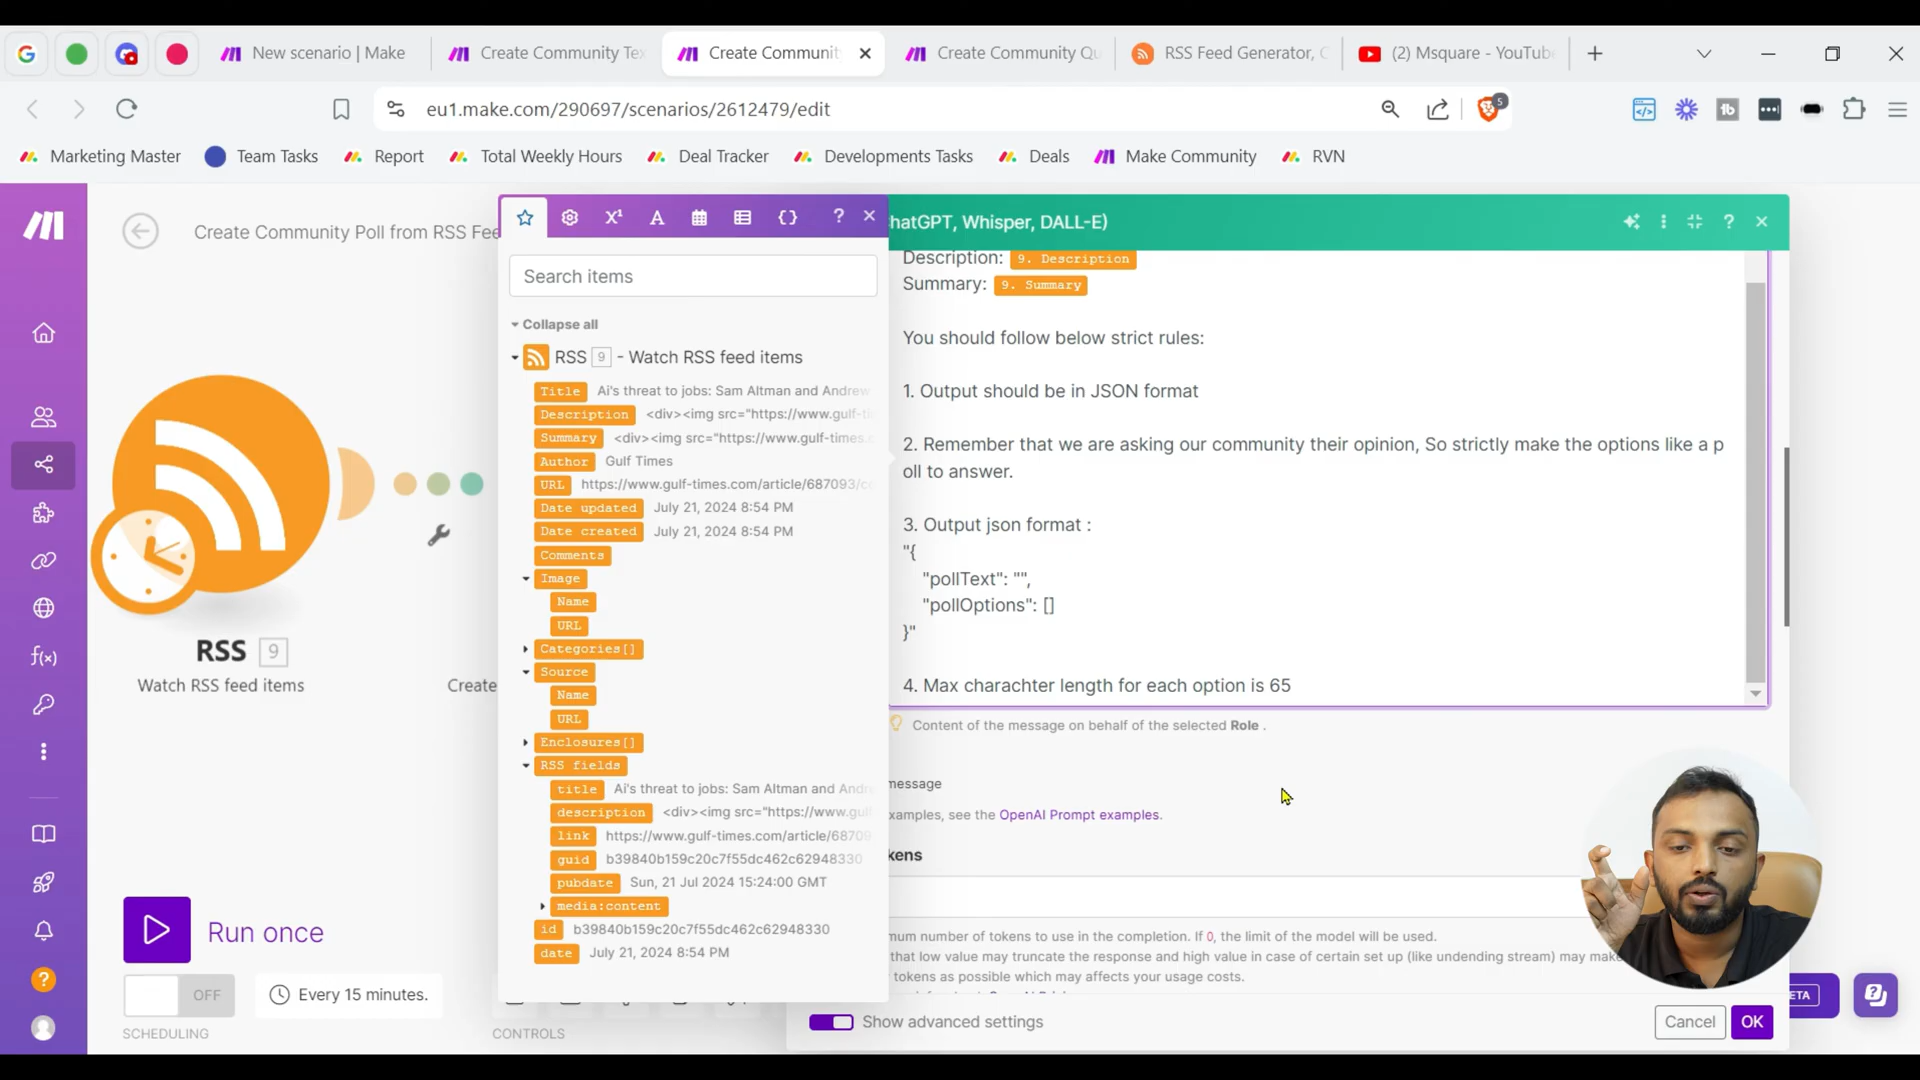 New scenario | Make
Create Community Tex
Create Communit
Create Community Qu
RSS Feed Generator, C
(2) Msquare - YouTube
eu1.make.com/290697/scenarios/2612479/edit
5
Marketing Master
Team Tasks
Report
Total Weekly Hours
Deal Tracker
Developments Tasks
Deals
Make Community
RVN
Create Community Poll from RSS Fee
hatGPT, Whisper, DALL-E)
Search items
Collapse all
RSS 9 - Watch RSS feed items
Title Ai's threat to jobs: Sam Altman and Andrew
Description <div><img src="https://www.gulf-ti
Summary <div><img src="https://www.gulf-times.
Author Gulf Times
URL https://www.gulf-times.com/article/687093/
Date updated July 21, 2024 8:54 PM
Date created July 21, 2024 8:54 PM
Comments
Image
Name
URL
Categories[]
Source
Name
URL
Enclosures[]
RSS fields
title Ai's threat to jobs: Sam Altman and Andr
description <div><img src="https://www.gul
link https://www.gulf-times.com/article/68709
guid b39840b159c20c7f55dc462c62948330
pubdate Sun, 21 Jul 2024 15:24:00 GMT
media:content
id b39840b159c20c7f55dc462c62948330
date July 21, 2024 8:54 PM
Description: 9. Description
Summary: 9. Summary
You should follow below strict rules:
1. Output should be in JSON format
2. Remember that we are asking our community their opinion, So strictly make the options like a p
oll to answer.
3. Output json format :
"{
"pollText": "",
"pollOptions": []
}"
4. Max charachter length for each option is 65
Content of the message on behalf of the selected Role .
message
examples, see the OpenAI Prompt examples.
kens
mum number of tokens to use in the completion. If 0, the limit of the model will be used.
that low value may truncate the response and high value in case of certain set up (like undending stream) may make
tokens as possible which may affects your usage costs.
RSS 9
Watch RSS feed items
Create
Run once
OFF
Every 15 minutes.
SCHEDULING
CONTROLS
Show advanced settings
Cancel
OK
ETA